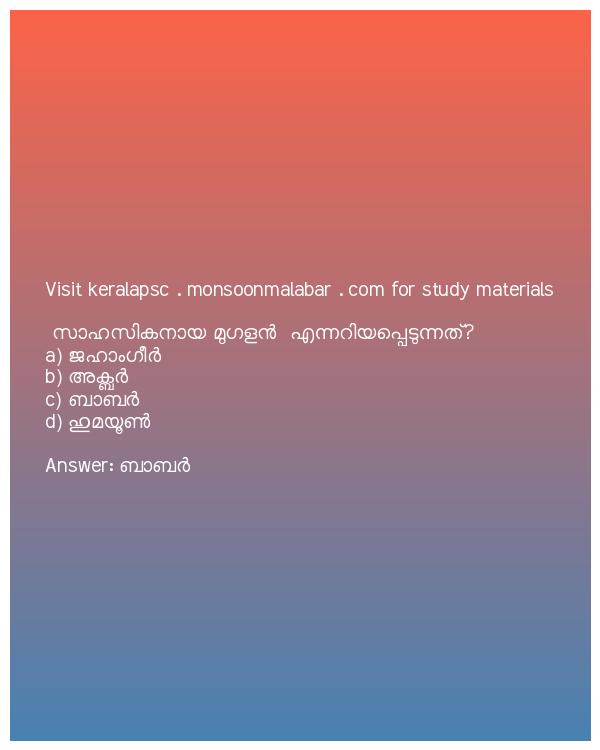 Visit keralapsc . monsoonmalabar . com for study materials
സാഹസികനായ മുഗളൻ എന്നറിയപ്പെടുന്നത്?
a) ജഹാംഗീർ
b) അക്ബർ
c) ബാബർ
d) ഹുമയൂൺ
Answer: ബാബർ